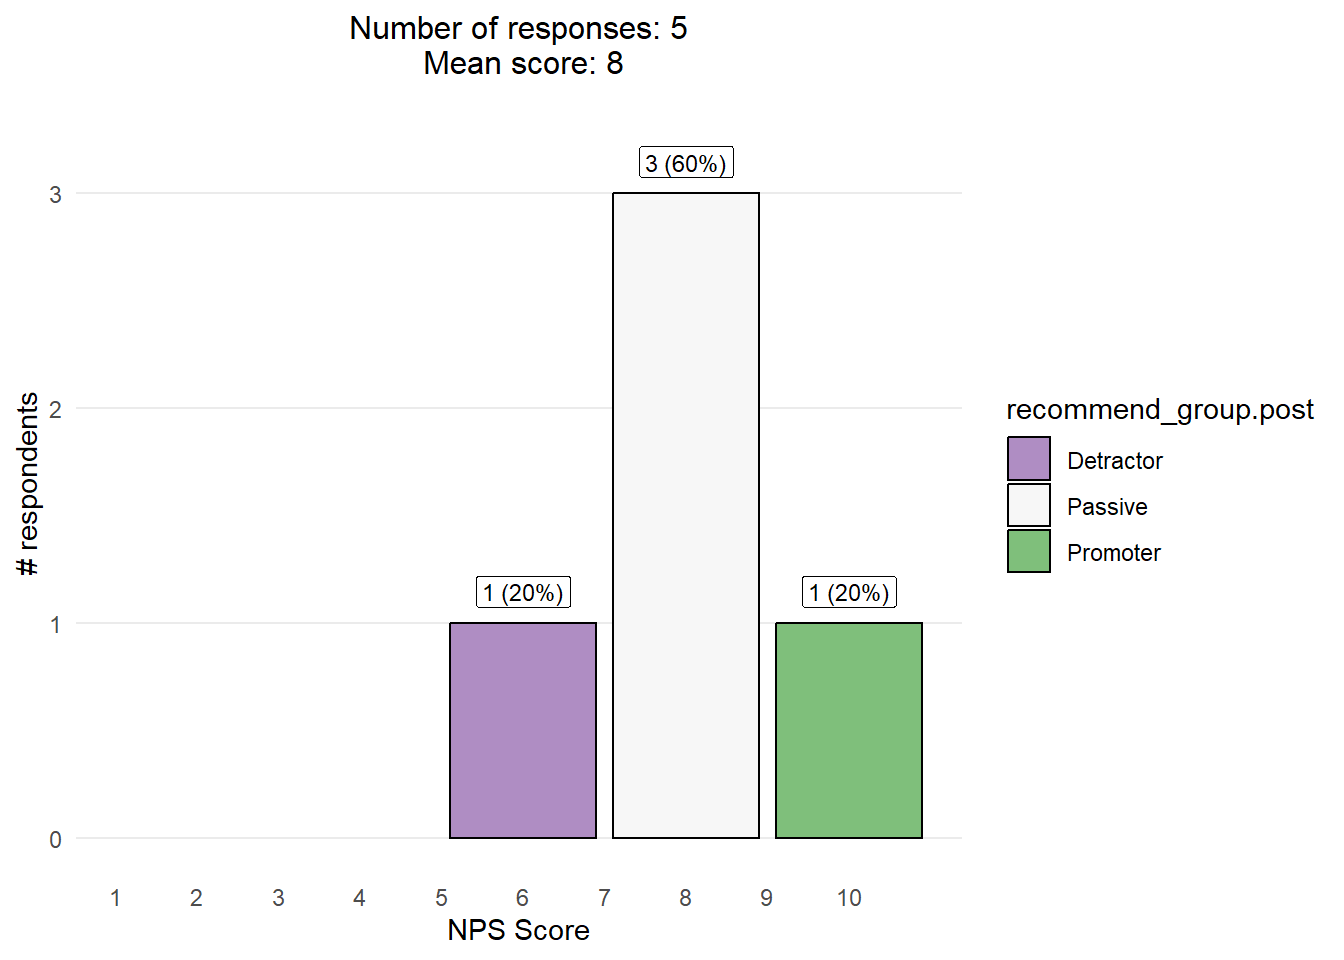 Number of responses: 5
Mean score: 8
3 (60%)
3
2
# respondents
recommend_group.post
Detractor
Passive
Promoter
1 (20%)
1 (20%)
1
0
1 2 3 4 5 6 7 8 9 10
NPS Score